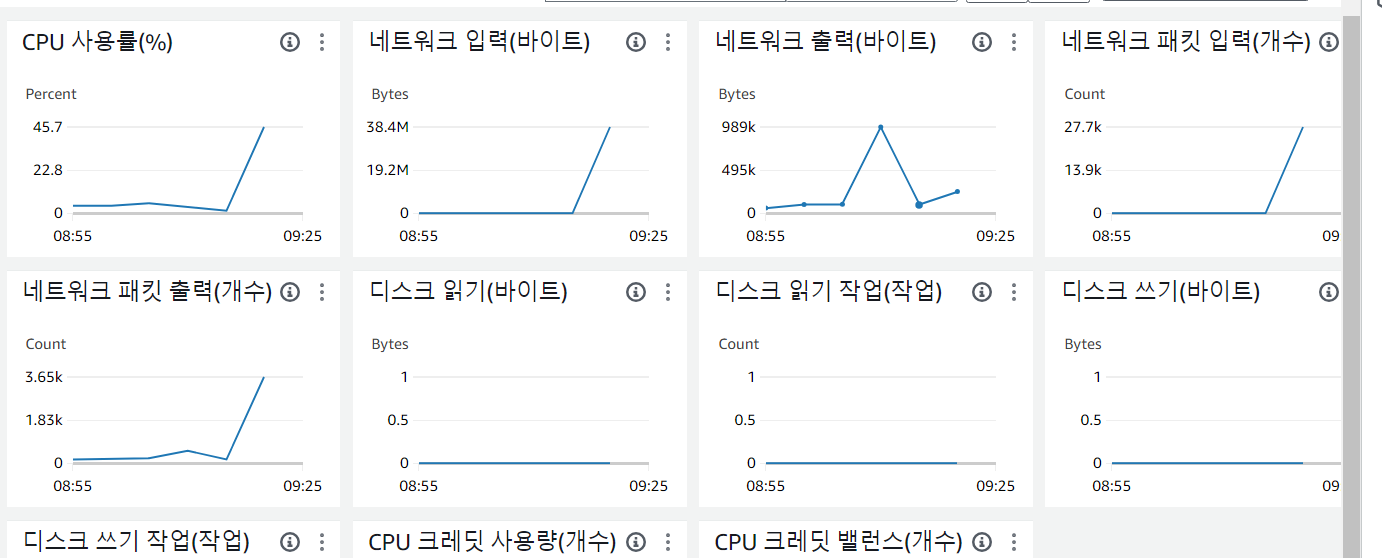 CPU 사용률(%)
네트워크 입력(바이트)
네트워크 출력(바이트)
네트워크 패킷 입력(개수)
Percent
45.7
22.8
0
08:55
09:25
Bytes
38.4M
19.2M
0
08:55
09:25
Bytes
989k
495k
0
08:55
09:25
Count
27.7k
13.9k
0
08:55
09
네트워크 패킷 출력(개수)
디스크 읽기(바이트)
디스크 읽기 작업(작업)
디스크 쓰기(바이트)
Count
3.65k
1.83k
0
08:55
09:25
Bytes
1
0.5
0
08:55
09:25
Count
1
0.5
0
08:55
09:25
Bytes
1
0.5
0
08:55
09
디스크 쓰기 작업(작업)
CPU 크레딧 사용량(개수)
CPU 크레딧 밸런스(개수)